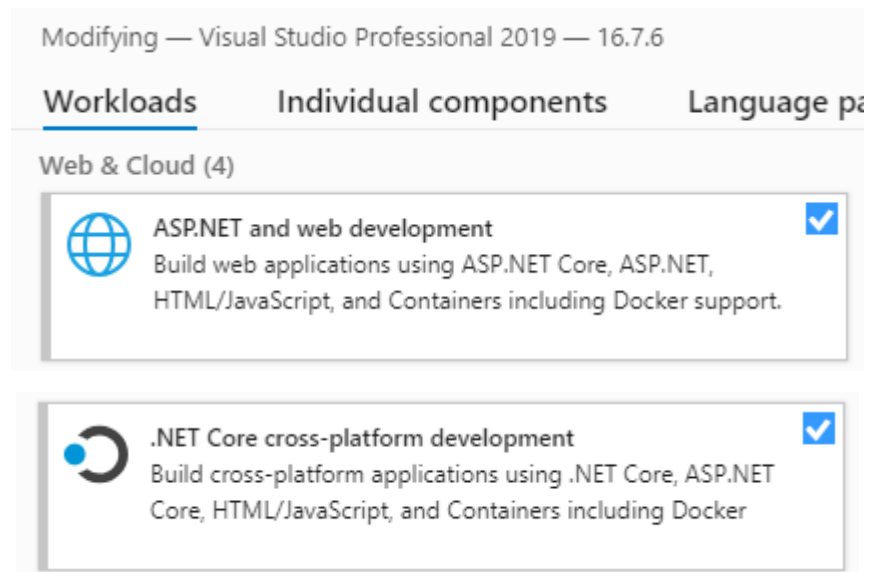 Modifying — Visual Studio Professional 2019 — 16.7.6
Workloads Individual components Language pa
Web & Cloud (4)
ASP.NET and web development
Build web applications using ASP.NET Core, ASP.NET,
HTML/JavaScript, and Containers including Docker support.
.NET Core cross-platform development
Build cross-platform applications using .NET Core, ASP.NET
Core, HTML/JavaScript, and Containers including Docker